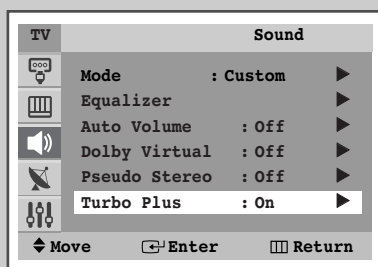 TV Sound
Mode : Custom
Equalizer
Auto Volume : Off
Dolby Virtual : Off
Pseudo Stereo : Off
Turbo Plus : On
Move Enter Return